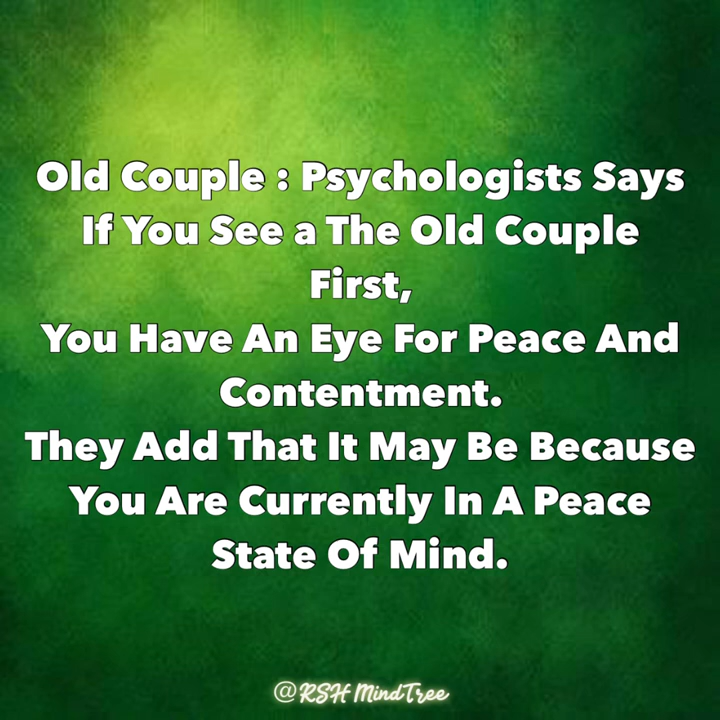 Old Couple : Psychologists Says
If You See a The Old Couple
First,
You Have An Eye For Peace And
Contentment.
They Add That It May Be Because
You Are Currently In A Peace
State Of Mind.
@RSH MindTree